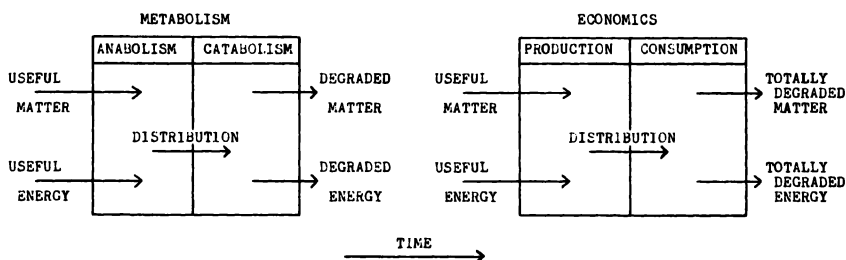 METABOLISM
ANABOLISM CATABOLISM
USEFUL
MATTER
DEGRADED
MATTER
DISTRIBUTION
USEFUL
ENERGY
DEGRADED
ENERGY
ECONOMICS
PRODUCTION CONSUMPTION
USEFUL
MATTER
TOTALLY
DEGRADED
MATTER
DISTRIBUTION
USEFUL
ENERGY
TOTALLY
DEGRADED
ENERGY
TIME